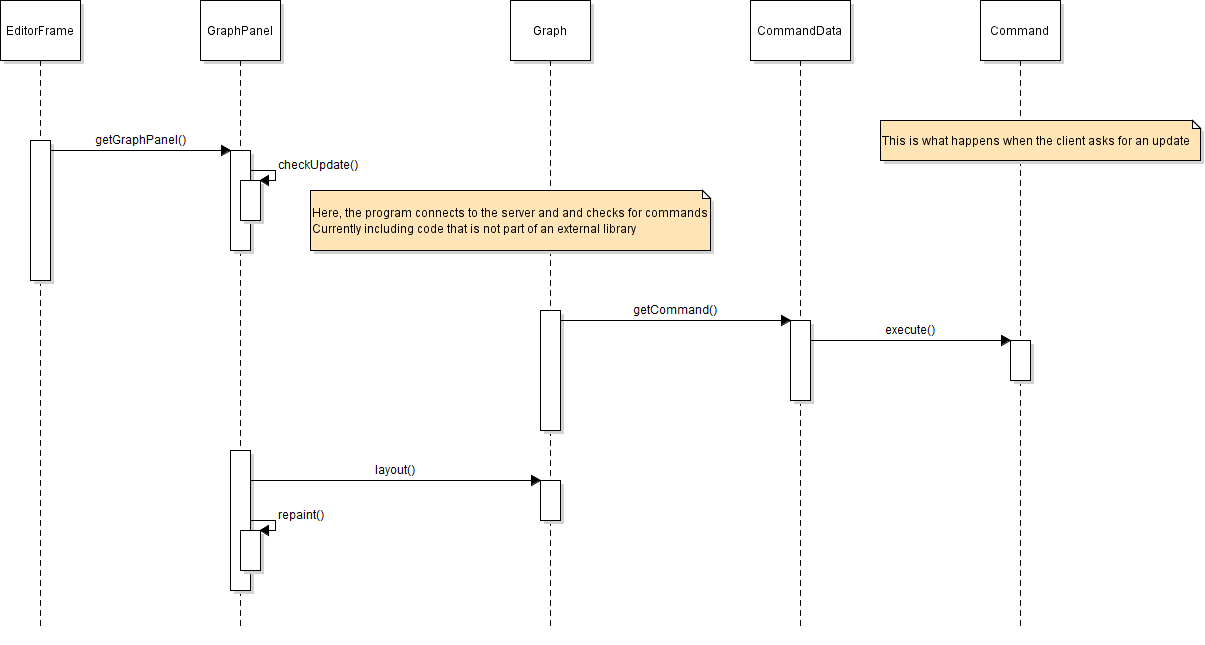 EditorFrame
GraphPanel
Graph
CommandData
Command
This is what happens when the client asks for an update
getGraphPanel()
checkUpdate()
Here, the program connects to the server and and checks for commands
Currently including code that is not part of an external library
getCommand()
execute()
layout()
repaint()